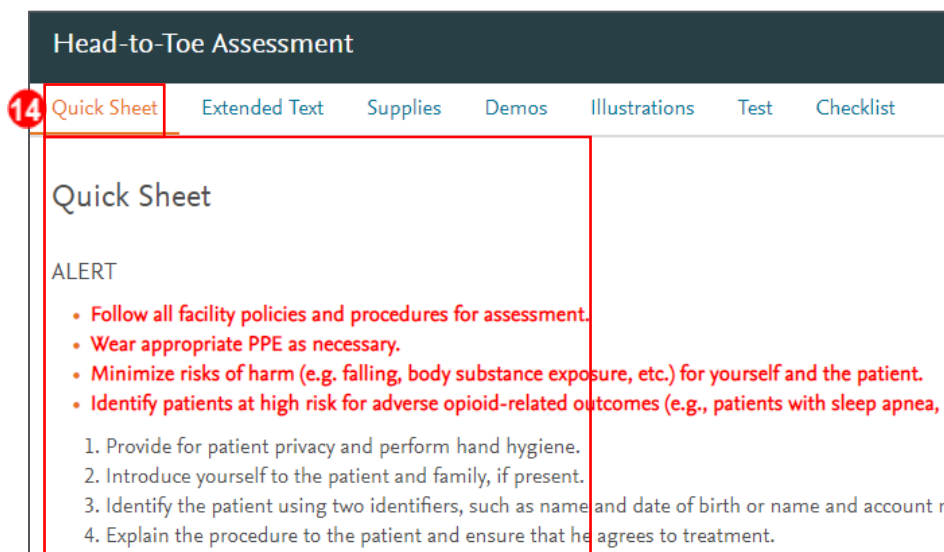 Head-to-Toe Assessment
14 Quick Sheet Extended Text Supplies Demos Illustrations Test Checklist
Quick Sheet
ALERT
• Follow all facility policies and procedures for assessment.
• Wear appropriate PPE as necessary.
• Minimize risks of harm (e.g. falling, body substance exposure, etc.) for yourself and the patient.
• Identify patients at high risk for adverse opioid-related outcomes (e.g., patients with sleep apnea,
1. Provide for patient privacy and perform hand hygiene.
2. Introduce yourself to the patient and family, if present.
3. Identify the patient using two identifiers, such as name and date of birth or name and account
4. Explain the procedure to the patient and ensure that he agrees to treatment.